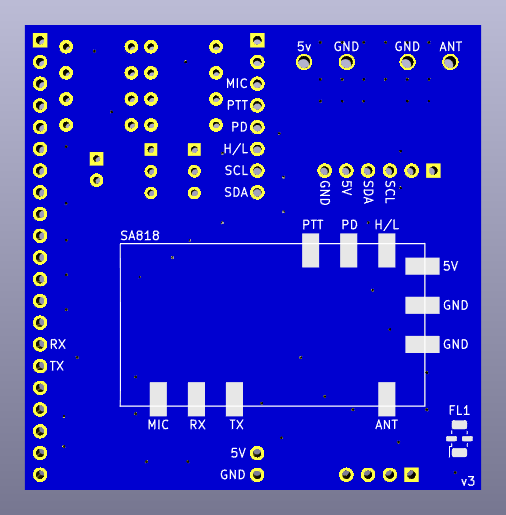 5v GND GND ANT
MIC
PTT
PD
H/L
SCL
SDA
GND 5V SDA SCL
SA818 PTT PD H/L
5V
GND
RX GND
TX
MIC RX TX ANT
FL1
5V
GND
v3